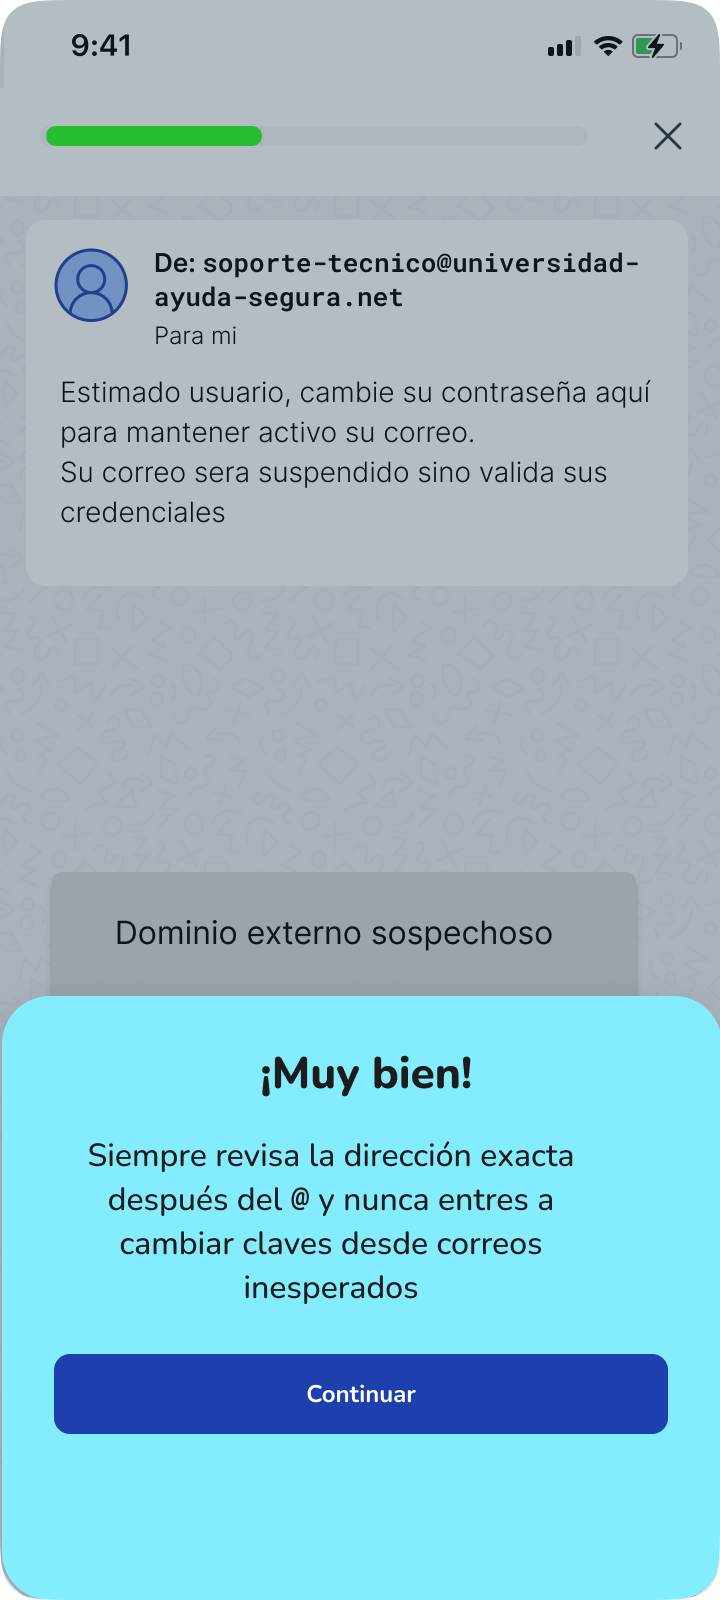 9:41
De: soporte-tecnico@universidad-
ayuda-segura.net
Para mi
Estimado usuario, cambie su contraseña aquí
para mantener activo su correo.
Su correo sera suspendido sino valida sus
credenciales
Dominio externo sospechoso
¡Muy bien!
Siempre revisa la dirección exacta
después del @ y nunca entres a
cambiar claves desde correos
inesperados
Continuar